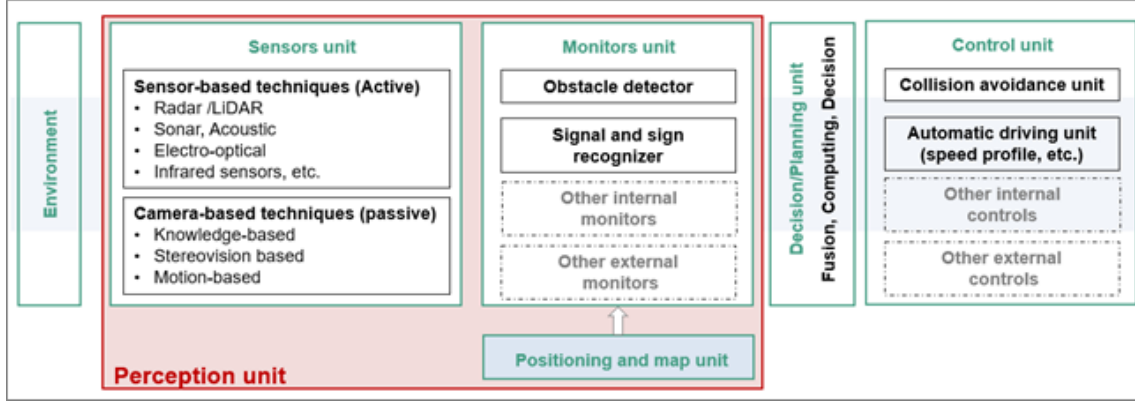 Environment
Sensors unit
Sensor-based techniques (Active)
• Radar /LiDAR
• Sonar, Acoustic
• Electro-optical
• Infrared sensors, etc.
Camera-based techniques (passive)
• Knowledge-based
• Stereovision based
• Motion-based
Monitors unit
Obstacle detector
Signal and sign
recognizer
Other internal
monitors
Other external
monitors
Positioning and map unit
Perception unit
Decision/Planning unit
Fusion, Computing, Decision
Control unit
Collision avoidance unit
Automatic driving unit
(speed profile, etc.)
Other internal
controls
Other external
controls